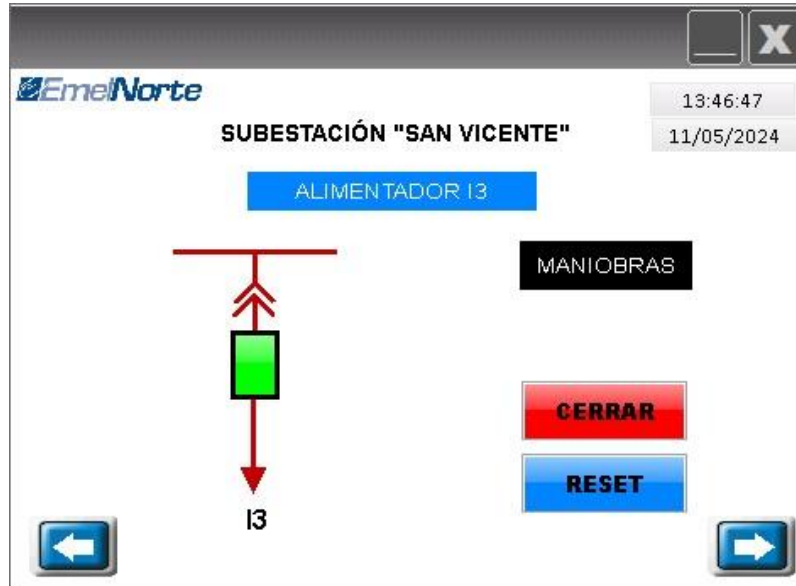 X
EmelNorte
13:46:47
SUBESTACIÓN "SAN VICENTE"
11/05/2024
ALIMENTADOR I3
MANIOBRAS
CERRAR
RESET
I3